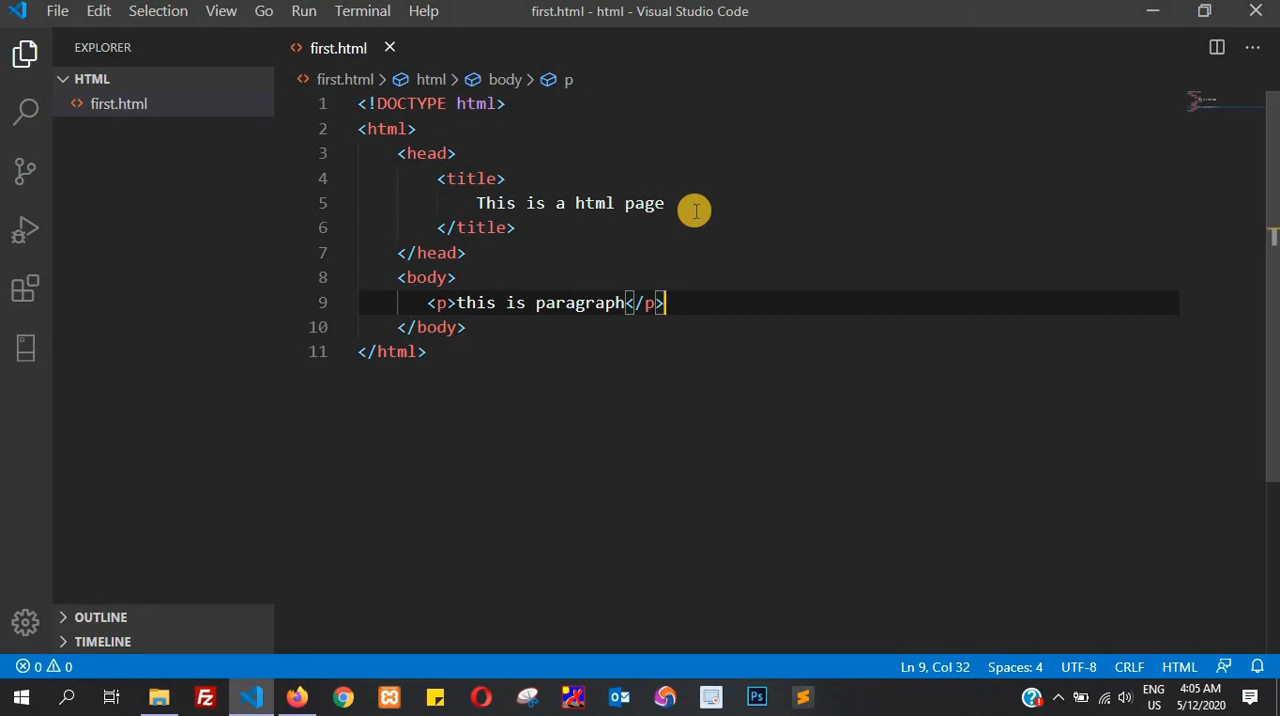 File Edit Selection View Go Run Terminal Help first.html - html - Visual Studio Code
EXPLORER
HTML
first.html
first.html
first.html > html > body > p
1 <!DOCTYPE html>
2 <html>
3 <head>
4 <title>
5 This is a html page
6 </title>
7 </head>
8 <body>
9 <p>this is paragraph</p>
10 </body>
11 </html>
OUTLINE
TIMELINE
0 0 Ln 9, Col 32 Spaces: 4 UTF-8 CRLF HTML
ENG 4:05 AM
US 5/12/2020
Fz
Ps